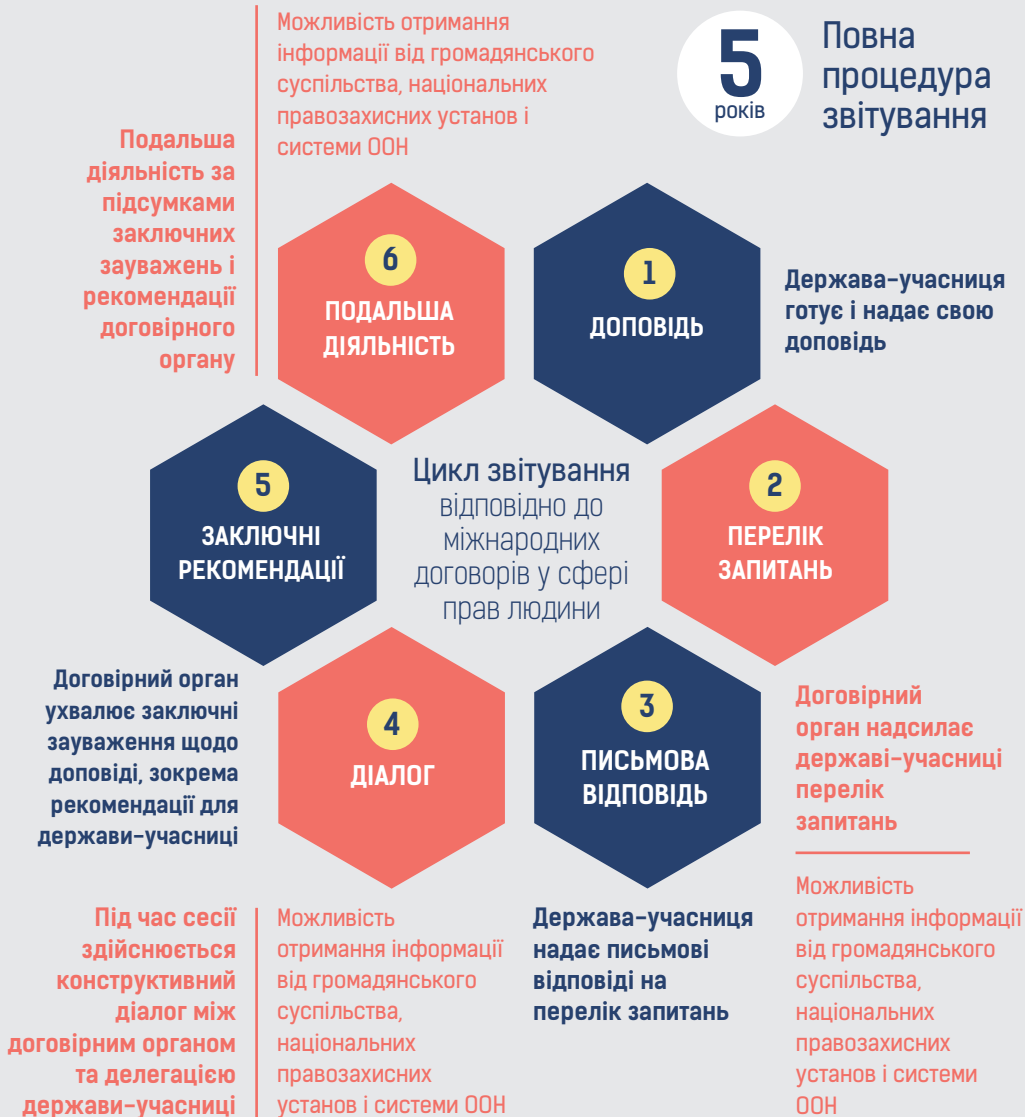 5
років
Повна
процедура
звітування
Можливість отримання
інформації від громадянського
суспільства, національних
правозахисних установ і
системи ООН
Подальша
діяльність за
підсумками
заключних
зауважень і
рекомендації
договірного
органу
6
ПОДАЛЬША
ДІЯЛЬНІСТЬ
1
ДОПОВІДЬ
Держава-учасниця
готує і надає свою
доповідь
5
ЗАКЛЮЧНІ
РЕКОМЕНДАЦІЇ
Цикл звітування
відповідно до
міжнародних
договорів у сфері
прав людини
2
ПЕРЕЛІК
ЗАПИТАНЬ
Договірний орган
ухвалює заключні
зауваження щодо
доповіді, зокрема
рекомендації для
держави-учасниці
4
ДІАЛОГ
3
ПИСЬМОВА
ВІДПОВІДЬ
Договірний
орган надсилає
державі-учасниці
перелік
запитань
Можливість
отримання інформації
від громадянського
суспільства,
національних
правозахисних
установ і системи
ООН
Під час сесії
здійснюється
конструктивний
діалог між
договірним органом
та делегацією
держави-учасниці
Можливість
отримання інформації
від громадянського
суспільства,
національних
правозахисних
установ і системи ООН
Держава-учасниця
надає письмові
відповіді на
перелік запитань